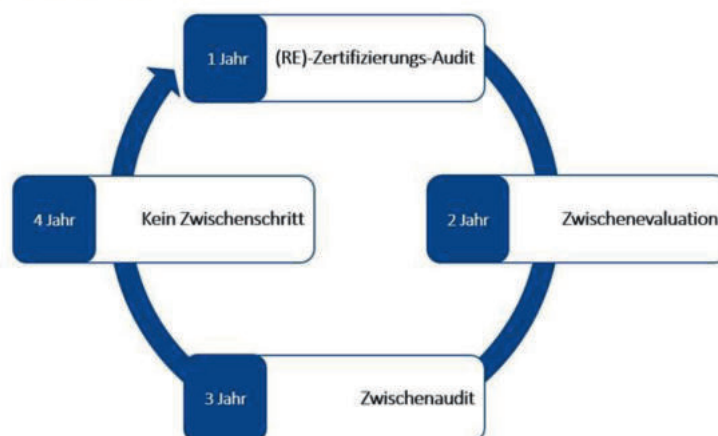 1 Jahr (RE)-Zertifizierungs-Audit
4 Jahr Kein Zwischenschritt
2 Jahr Zwischenevaluation
3 Jahr Zwischenaudit